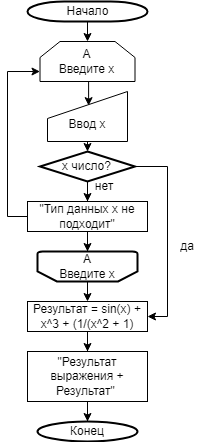 Начало
А
Введите x
Ввод x
x число?
нет
"Тип данных x не
подходит"
да
А
Введите x
Результат = sin(x) +
x^3 + (1/(x^2 + 1)
"Результат
выражения +
Результат"
Конец